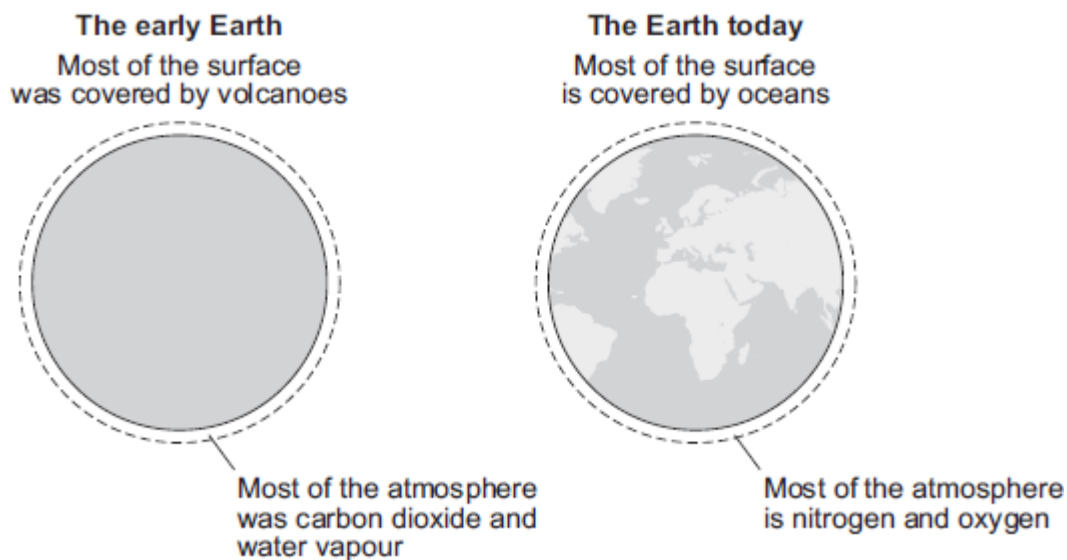 The early Earth
Most of the surface
was covered by volcanoes
Most of the atmosphere
was carbon dioxide and
water vapour
The Earth today
Most of the surface
is covered by oceans
Most of the atmosphere
is nitrogen and oxygen